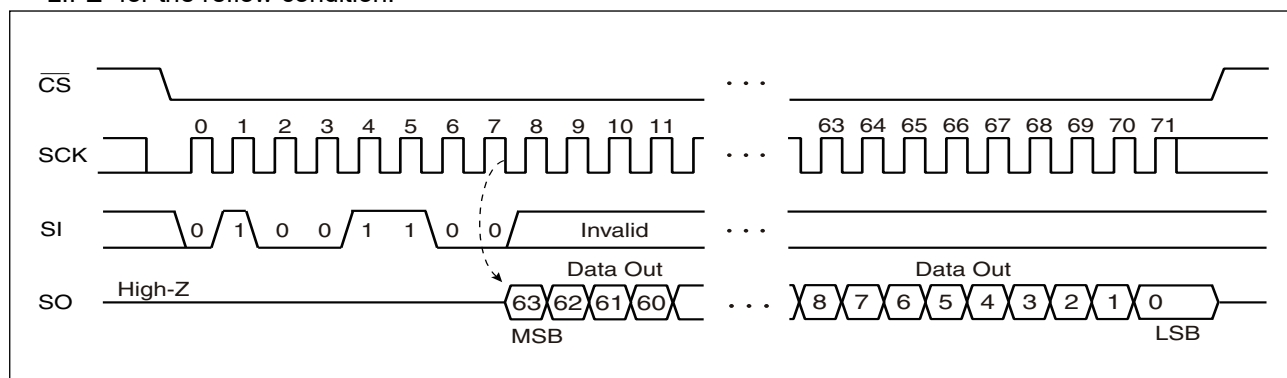 CS
0 1 2 3 4 5 6 7 8 9 10 11 63 64 65 66 67 68 69 70 71
SCK
SI 0 1 0 0 1 1 0 0 Invalid
Data Out Data Out
High-Z
SO 63 62 61 60 8 7 6 5 4 3 2 1 0
MSB LSB